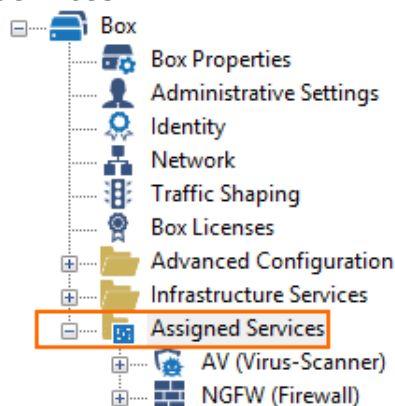 Box
Box Properties
Administrative Settings
Identity
Network
Traffic Shaping
Box Licenses
Advanced Configuration
Infrastructure Services
Assigned Services
AV (Virus-Scanner)
NGFW (Firewall)